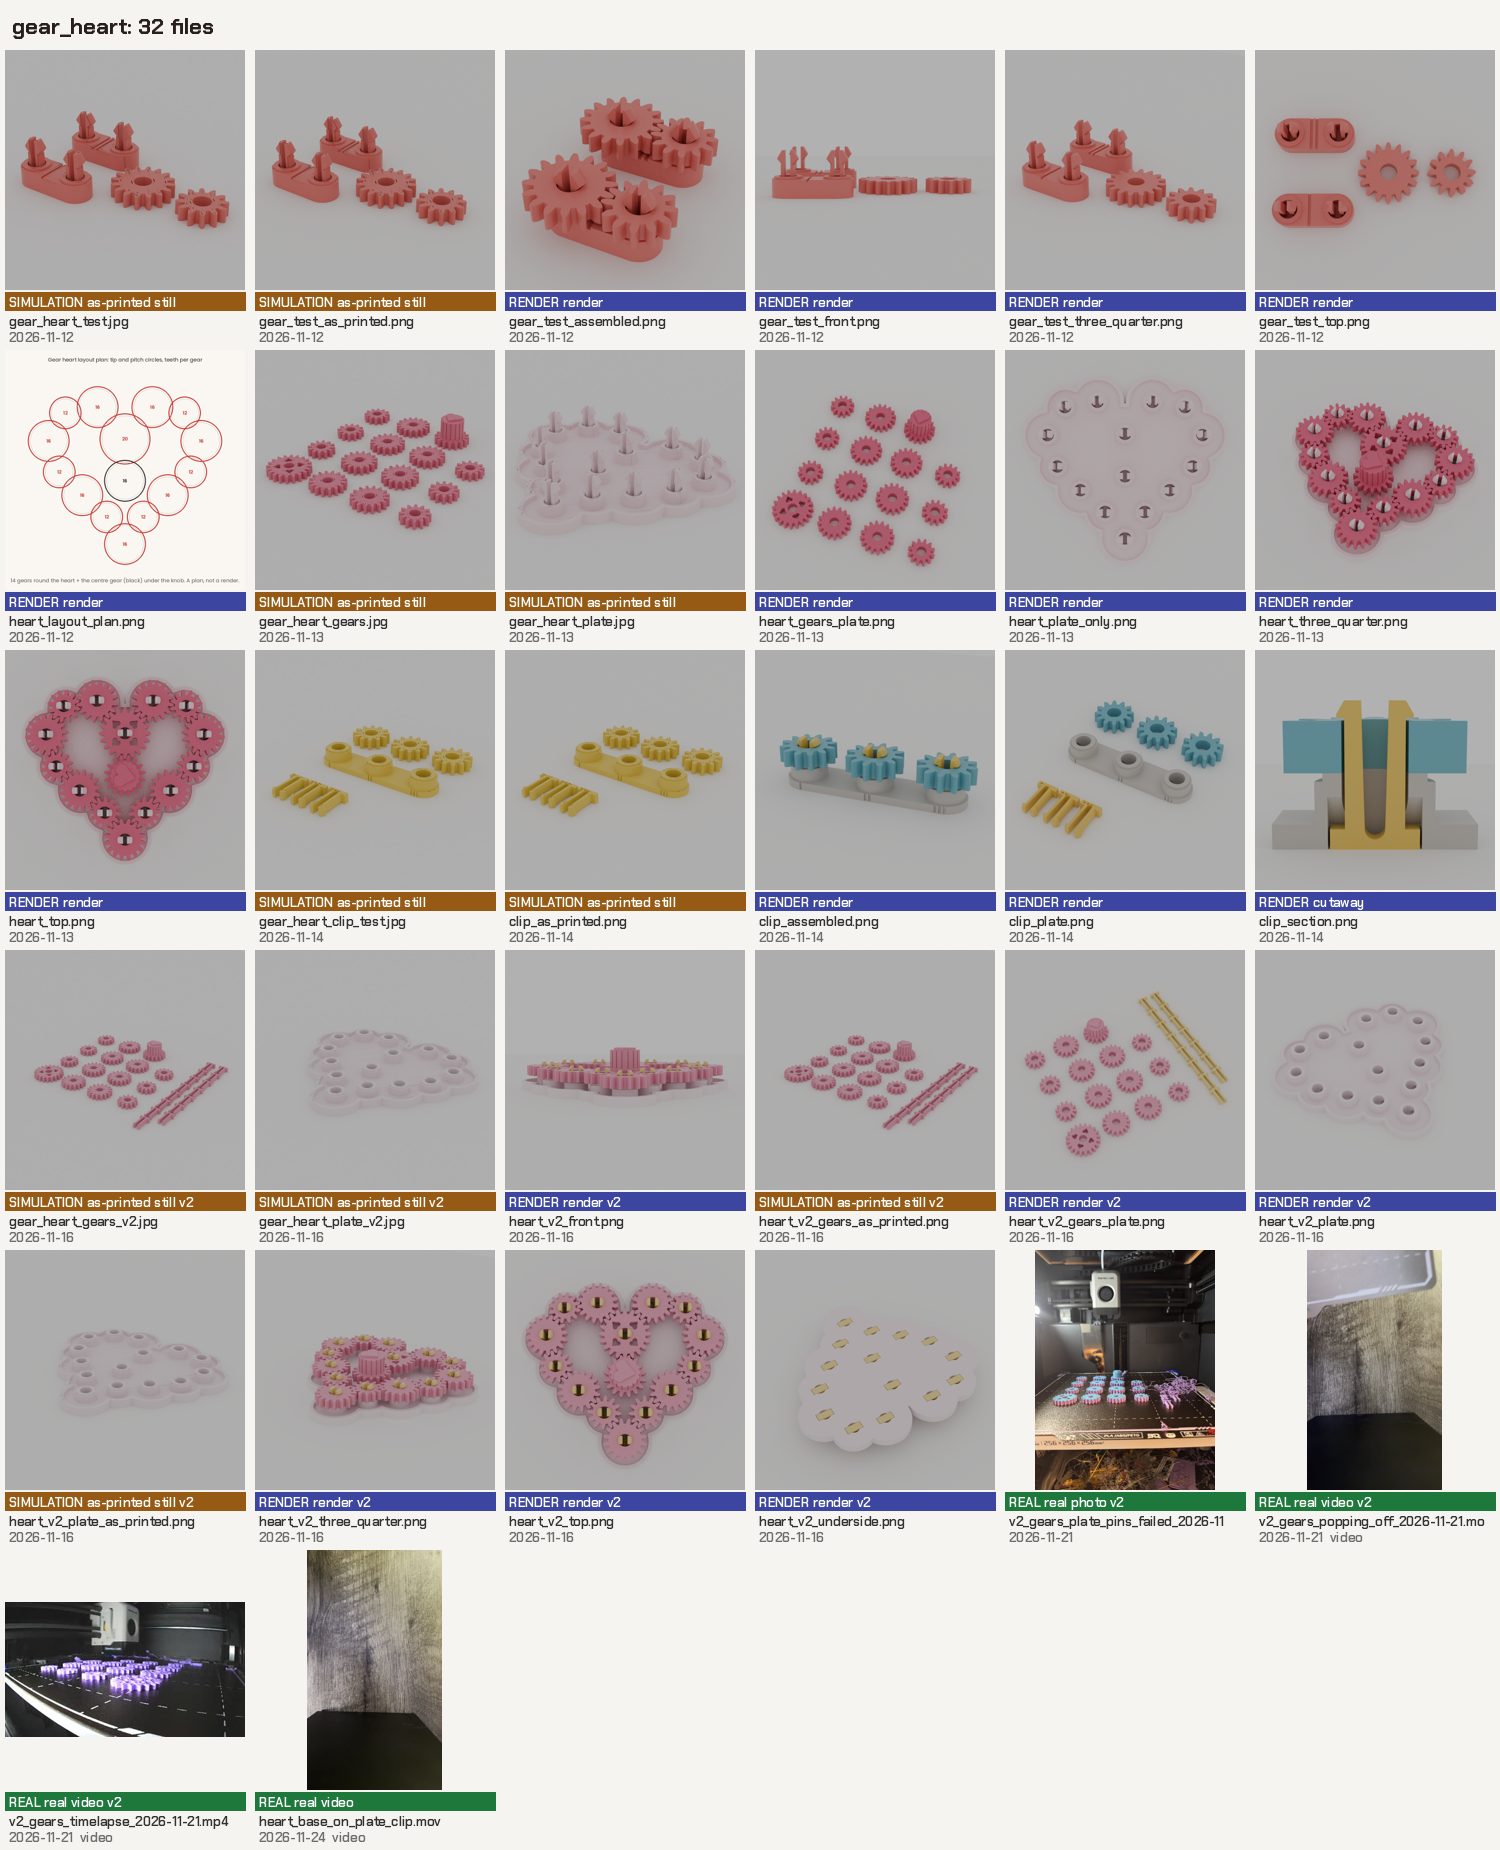 gear_heart: 32 files
SIMULATION as-printed still
gear_heart_test.jpg
2026-11-12
SIMULATION as-printed still
gear_test_as_printed.png
2026-11-12
RENDER render
gear_test_assembled.png
2026-11-12
RENDER render
gear_test_front.png
2026-11-12
RENDER render
gear_test_three_quarter.png
2026-11-12
RENDER render
gear_test_top.png
2026-11-12
Gear heart layout plan: tip and pitch circles, teeth per gear
12
16
16
12
16
20
16
12
16
12
16
16
12
12
16
14 gears round the heart + the centre gear (black) under the knob. A plan, not a render.
RENDER render
heart_layout_plan.png
2026-11-12
SIMULATION as-printed still
gear_heart_gears.jpg
2026-11-13
SIMULATION as-printed still
gear_heart_plate.jpg
2026-11-13
RENDER render
heart_gears_plate.png
2026-11-13
RENDER render
heart_plate_only.png
2026-11-13
RENDER render
heart_three_quarter.png
2026-11-13
RENDER render
heart_top.png
2026-11-13
SIMULATION as-printed still
gear_heart_clip_test.jpg
2026-11-14
SIMULATION as-printed still
clip_as_printed.png
2026-11-14
RENDER render
clip_assembled.png
2026-11-14
RENDER render
clip_plate.png
2026-11-14
RENDER cutaway
clip_section.png
2026-11-14
SIMULATION as-printed still v2
gear_heart_gears_v2.jpg
2026-11-16
SIMULATION as-printed still v2
gear_heart_plate_v2.jpg
2026-11-16
RENDER render v2
heart_v2_front.png
2026-11-16
SIMULATION as-printed still v2
heart_v2_gears_as_printed.png
2026-11-16
RENDER render v2
heart_v2_gears_plate.png
2026-11-16
RENDER render v2
heart_v2_plate.png
2026-11-16
SIMULATION as-printed still v2
heart_v2_plate_as_printed.png
2026-11-16
RENDER render v2
heart_v2_three_quarter.png
2026-11-16
RENDER render v2
heart_v2_top.png
2026-11-16
RENDER render v2
heart_v2_underside.png
2026-11-16
REAL real photo v2
v2_gears_plate_pins_failed_2026-11
2026-11-21
REAL real video v2
v2_gears_popping_off_2026-11-21.mo
2026-11-21 video
REAL real video v2
v2_gears_timelapse_2026-11-21.mp4
2026-11-21 video
REAL real video
heart_base_on_plate_clip.mov
2026-11-24 video